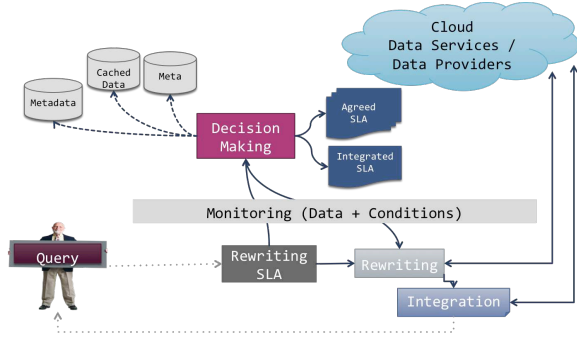 Cloud
Data Services /
Data Providers
Cached
Data
Meta
Metadata
Decision
Making
Agreed
SLA
Integrated
SLA
Monitoring (Data + Conditions)
Query
Rewriting
SLA
Rewriting
Integration